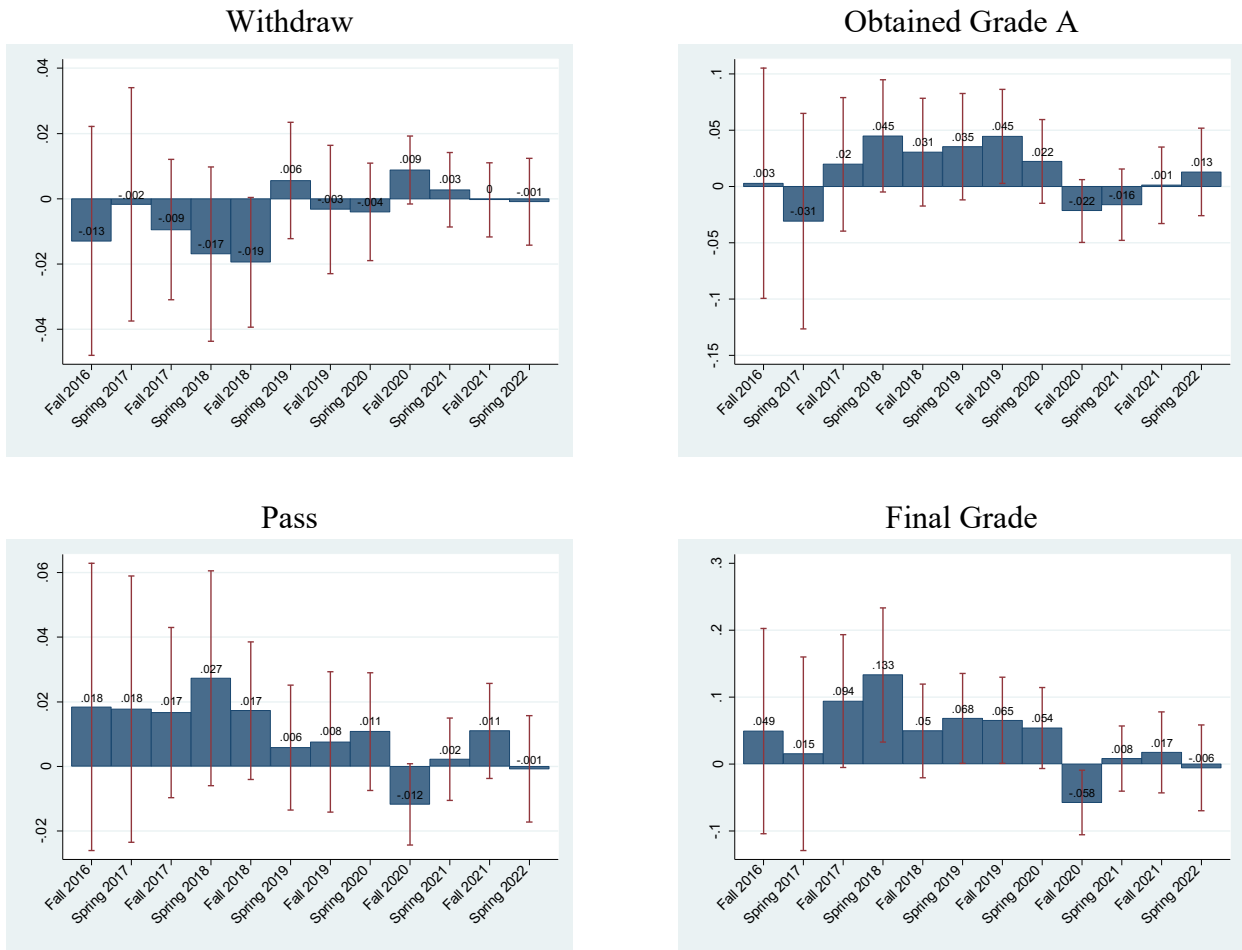 Withdraw
.04
.02
0
-.02
-.04
-.013
-.002
-.009
-.017
-.019
.006
-.003
-.004
.009
.003
0
-.001
Fall 2016
Spring 2017
Fall 2017
Spring 2018
Fall 2018
Spring 2019
Fall 2019
Spring 2020
Fall 2020
Spring 2021
Fall 2021
Spring 2022
Obtained Grade A
.1
.05
0
-.05
-.1
-.15
.003
-.031
.02
.045
.031
.035
.045
.022
-.022
-.016
.001
.013
Fall 2016
Spring 2017
Fall 2017
Spring 2018
Fall 2018
Spring 2019
Fall 2019
Spring 2020
Fall 2020
Spring 2021
Fall 2021
Spring 2022
Pass
.06
.04
.02
0
-.02
.018
.018
.017
.027
.017
.006
.008
.011
-.012
.002
.011
-.001
Fall 2016
Spring 2017
Fall 2017
Spring 2018
Fall 2018
Spring 2019
Fall 2019
Spring 2020
Fall 2020
Spring 2021
Fall 2021
Spring 2022
Final Grade
.3
.2
.1
0
-.1
.049
.015
.094
.133
.05
.068
.065
.054
-.058
.008
.017
-.006
Fall 2016
Spring 2017
Fall 2017
Spring 2018
Fall 2018
Spring 2019
Fall 2019
Spring 2020
Fall 2020
Spring 2021
Fall 2021
Spring 2022